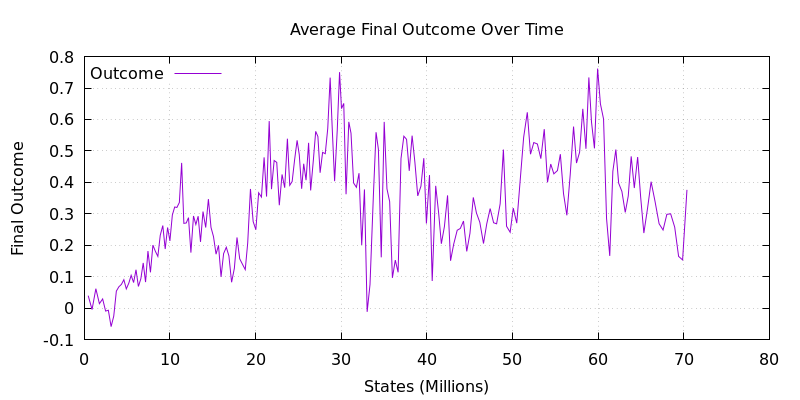 Average Final Outcome Over Time
Outcome
Final Outcome
0.8
0.7
0.6
0.5
0.4
0.3
0.2
0.1
0
-0.1
0 10 20 30 40 50 60 70 80
States (Millions)